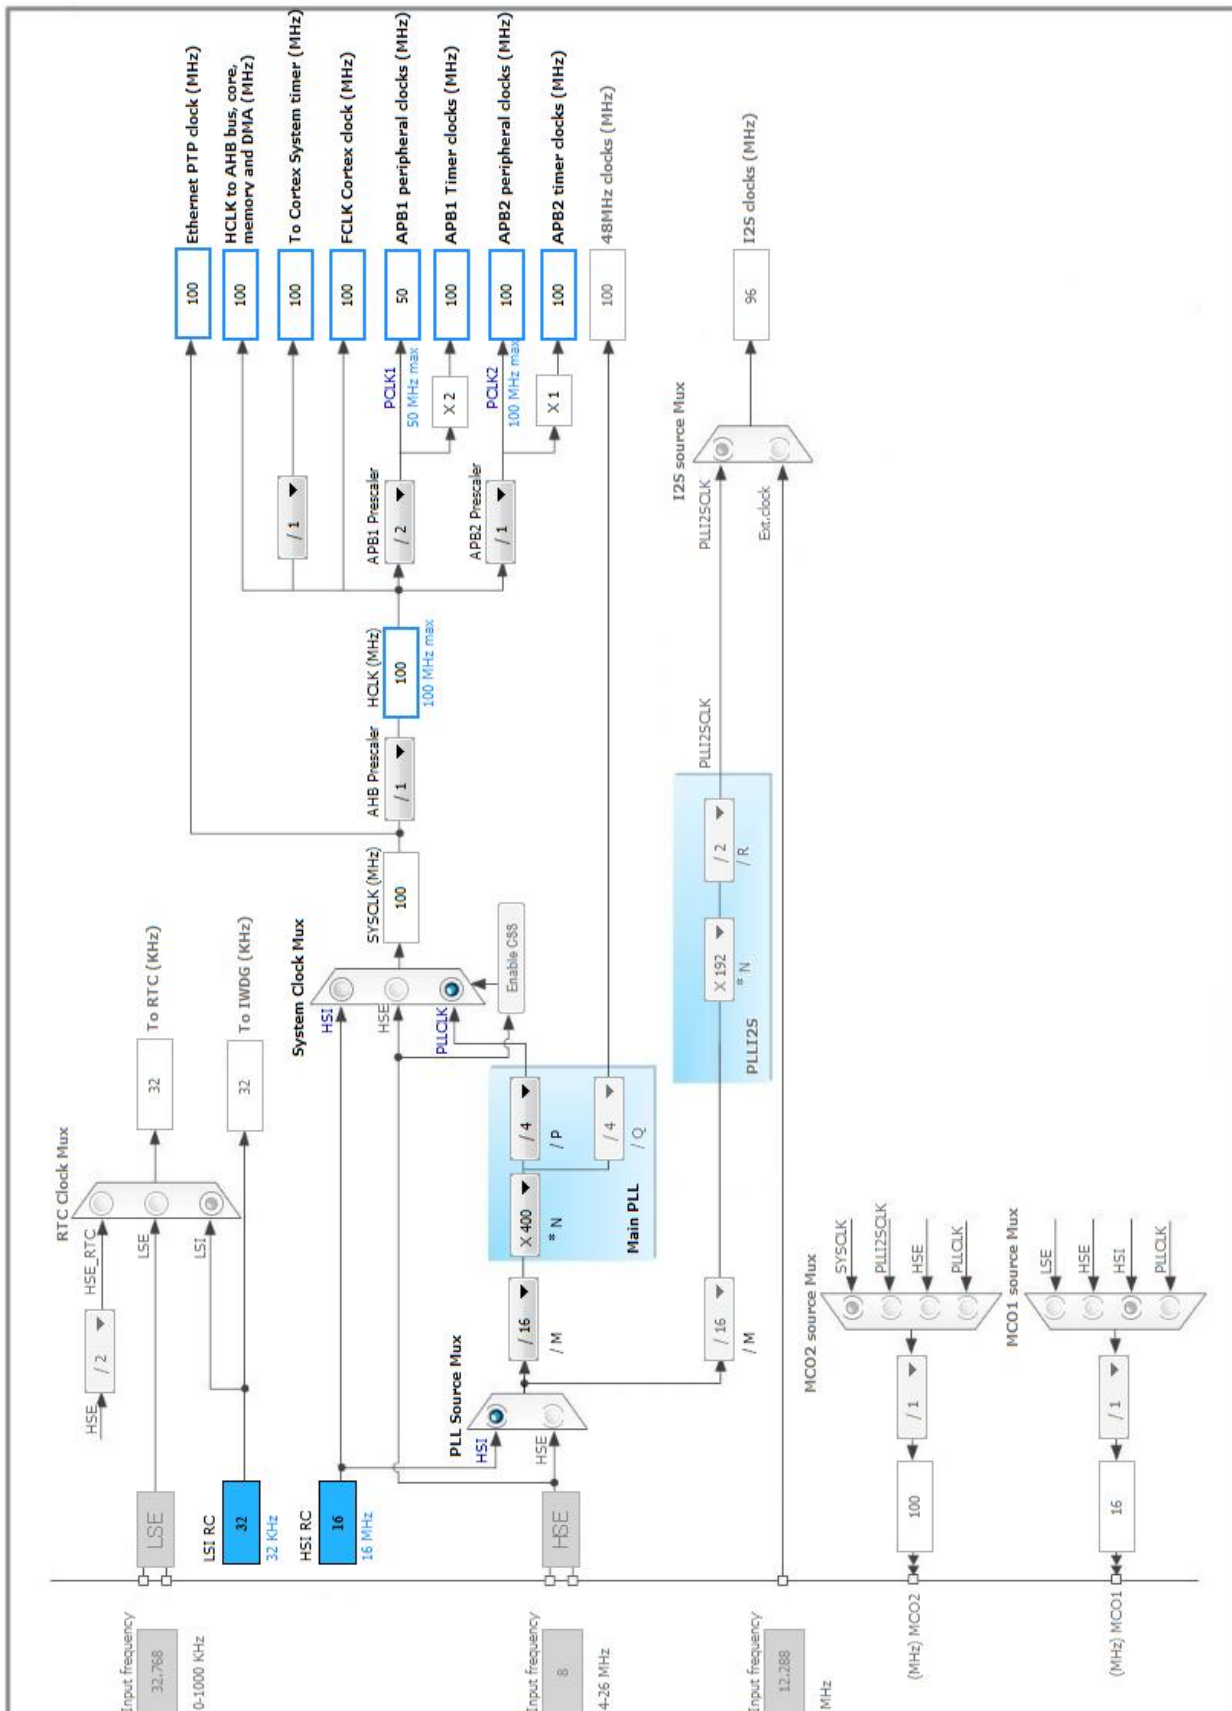 Input frequency
32.768
0-1000 KHz
LSE
HSE
/ 2
HSE_RTC
LSE
LSI
RTC Clock Mux
32
To RTC (KHz)
LSI RC
32
32 KHz
32
To IWDG (KHz)
HSI RC
16
16 MHz
Input frequency
8
4-26 MHz
HSE
PLL Source Mux
HSI
HSE
/ 16
/ M
X 400
* N
/ 4
/ P
/ 4
/ Q
Main PLL
System Clock Mux
HSI
HSE
PLLCLK
Enable CSS
SYSCLK (MHz)
100
AHB Prescaler
/ 1
HCLK (MHz)
100
100 MHz max
/ 1
APB1 Prescaler
/ 2
PCLK1
50 MHz max
X 2
APB2 Prescaler
/ 1
PCLK2
100 MHz max
X 1
100
Ethernet PTP clock (MHz)
100
HCLK to AHB bus, core,
memory and DMA (MHz)
100
To Cortex System timer (MHz)
100
FCLK Cortex clock (MHz)
50
APB1 peripheral clocks (MHz)
100
APB1 Timer clocks (MHz)
100
APB2 peripheral clocks (MHz)
100
APB2 timer clocks (MHz)
100
48MHz clocks (MHz)
Input frequency
12.288
MHz
/ 16
/ M
X 192
* N
/ 2
/ R
PLLI2S
PLLI2SCLK
I2S source Mux
PLLI2SCLK
Ext.clock
96
I2S clocks (MHz)
MCO2 source Mux
SYSCLK
PLLI2SCLK
HSE
PLLCLK
/ 1
100
(MHz) MCO2
MCO1 source Mux
LSE
HSE
HSI
PLLCLK
/ 1
16
(MHz) MCO1